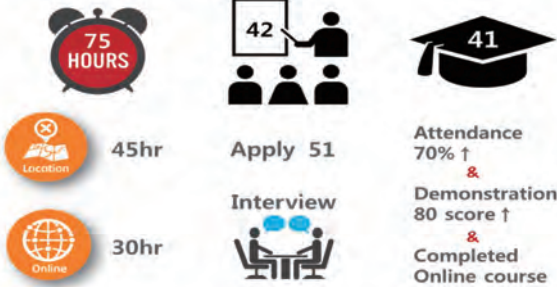 75
HOURS
Location
45hr
Online
30hr
42
Apply 51
Interview
41
Attendance
70% ↑
&
Demonstration
80 score ↑
&
Completed
Online course